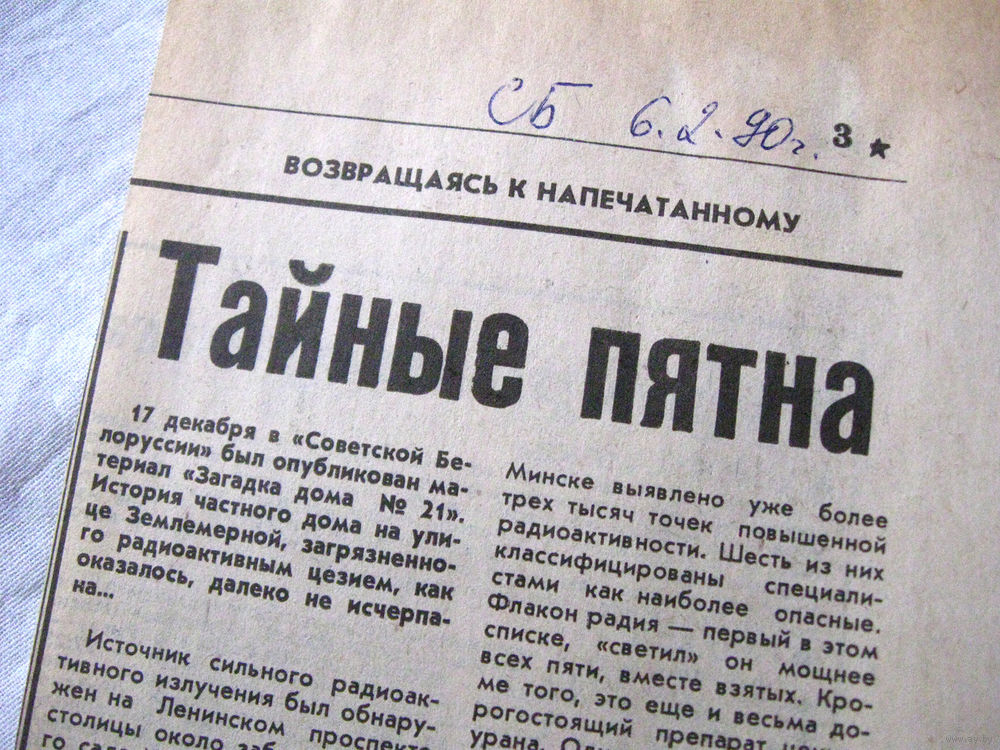 СБ 6.2.90г. 3 ★
ВОЗВРАЩАЯСЬ К НАПЕЧАТАННОМУ
Тайные пятна
17 декабря в «Советской Бе-
лоруссии» был опубликован ма-
териал «Загадка дома № 21».
История частного дома на ули-
це Землемерной, загрязненно-
го радиоактивным цезием, как
оказалось, далеко не исчерпа-
на...
Источник сильного радиоак-
тивного излучения был обнару-
жен на Ленинском проспекте
столицы около
го
Минске выявлено уже более
трех тысяч точек повышенной
радиоактивности. Шесть из них
классифицированы специали-
стами как наиболее опасные.
Флакон радия — первый в этом
списке, «светил» он мощнее
всех пяти, вместе взятых. Кро-
ме того, это еще и весьма до-
рогостоящий препарат
урана.